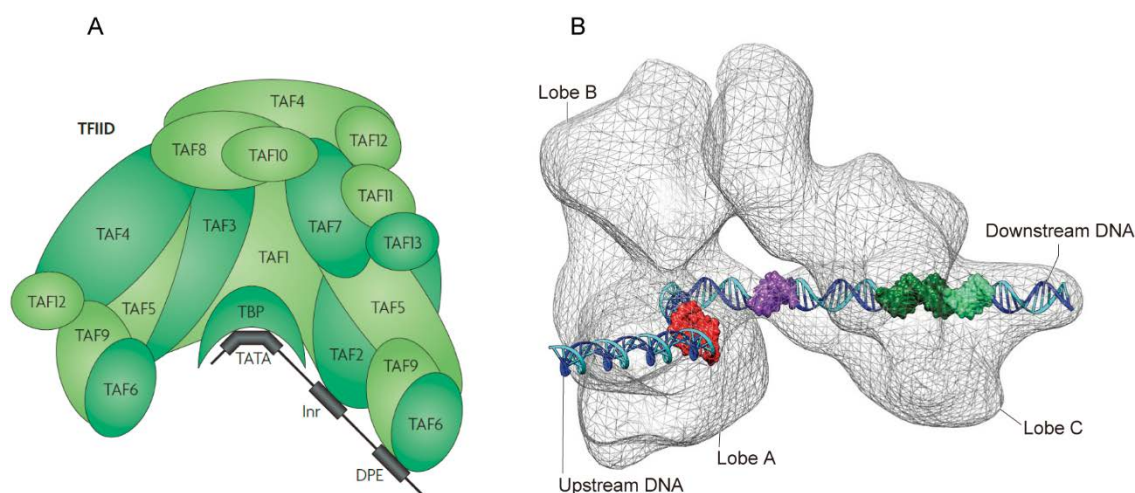 A
B
TFIID
TAF4
TAF8
TAF10
TAF12
TAF11
TAF4
TAF3
TAF7
TAF13
TAF1
TAF12
TAF5
TBP
TAF5
TAF9
TATA
TAF2
TAF9
TAF6
Inr
TAF6
DPE
Lobe B
Downstream DNA
Lobe C
Lobe A
Upstream DNA